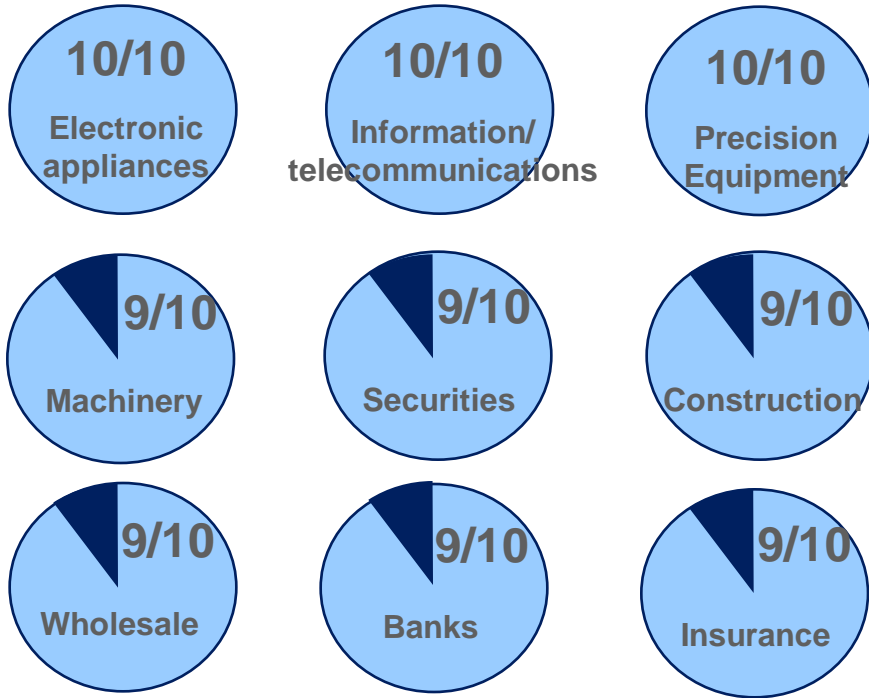 10/10
Electronic
appliances
10/10
Information/
telecommunications
10/10
Precision
Equipment
9/10
Machinery
9/10
Securities
9/10
Construction
9/10
Wholesale
9/10
Banks
9/10
Insurance